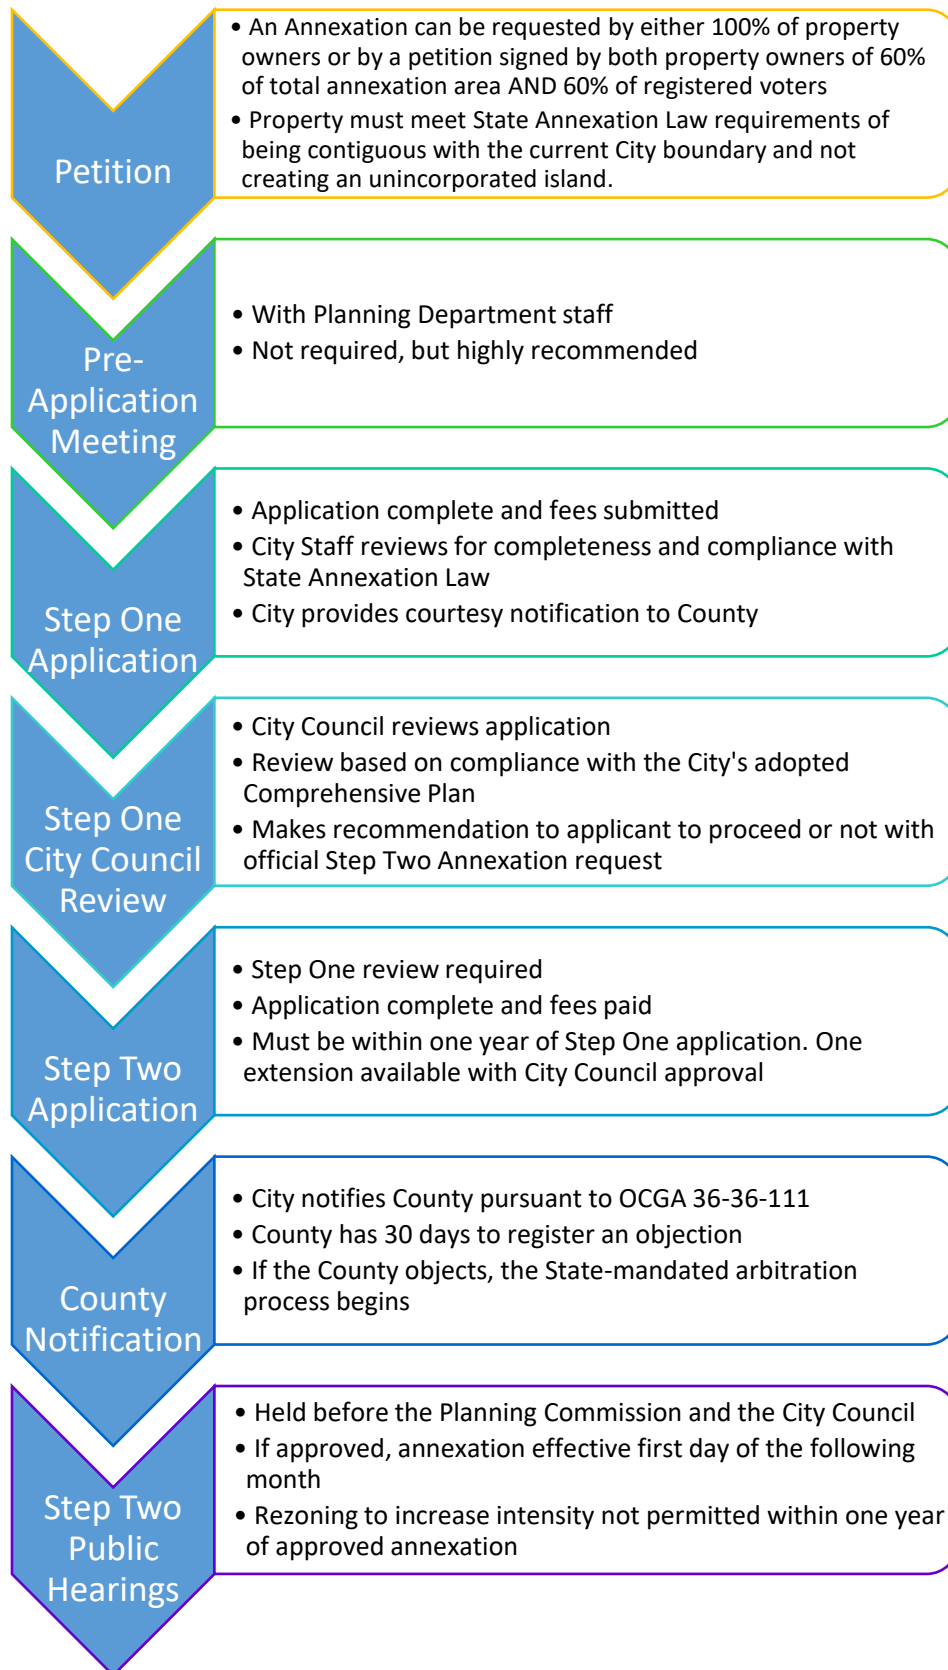 Petition
• An Annexation can be requested by either 100% of property
owners or by a petition signed by both property owners of 60%
of total annexation area AND 60% of registered voters
• Property must meet State Annexation Law requirements of
being contiguous with the current City boundary and not
creating an unincorporated island.
Pre-
Application
Meeting
• With Planning Department staff
• Not required, but highly recommended
Step One
Application
• Application complete and fees submitted
• City Staff reviews for completeness and compliance with
State Annexation Law
• City provides courtesy notification to County
Step One
City Council
Review
• City Council reviews application
• Review based on compliance with the City's adopted
Comprehensive Plan
• Makes recommendation to applicant to proceed or not with
official Step Two Annexation request
Step Two
Application
• Step One review required
• Application complete and fees paid
• Must be within one year of Step One application. One
extension available with City Council approval
County
Notification
• City notifies County pursuant to OCGA 36-36-111
• County has 30 days to register an objection
• If the County objects, the State-mandated arbitration
process begins
Step Two
Public
Hearings
• Held before the Planning Commission and the City Council
• If approved, annexation effective first day of the following
month
• Rezoning to increase intensity not permitted within one year
of approved annexation